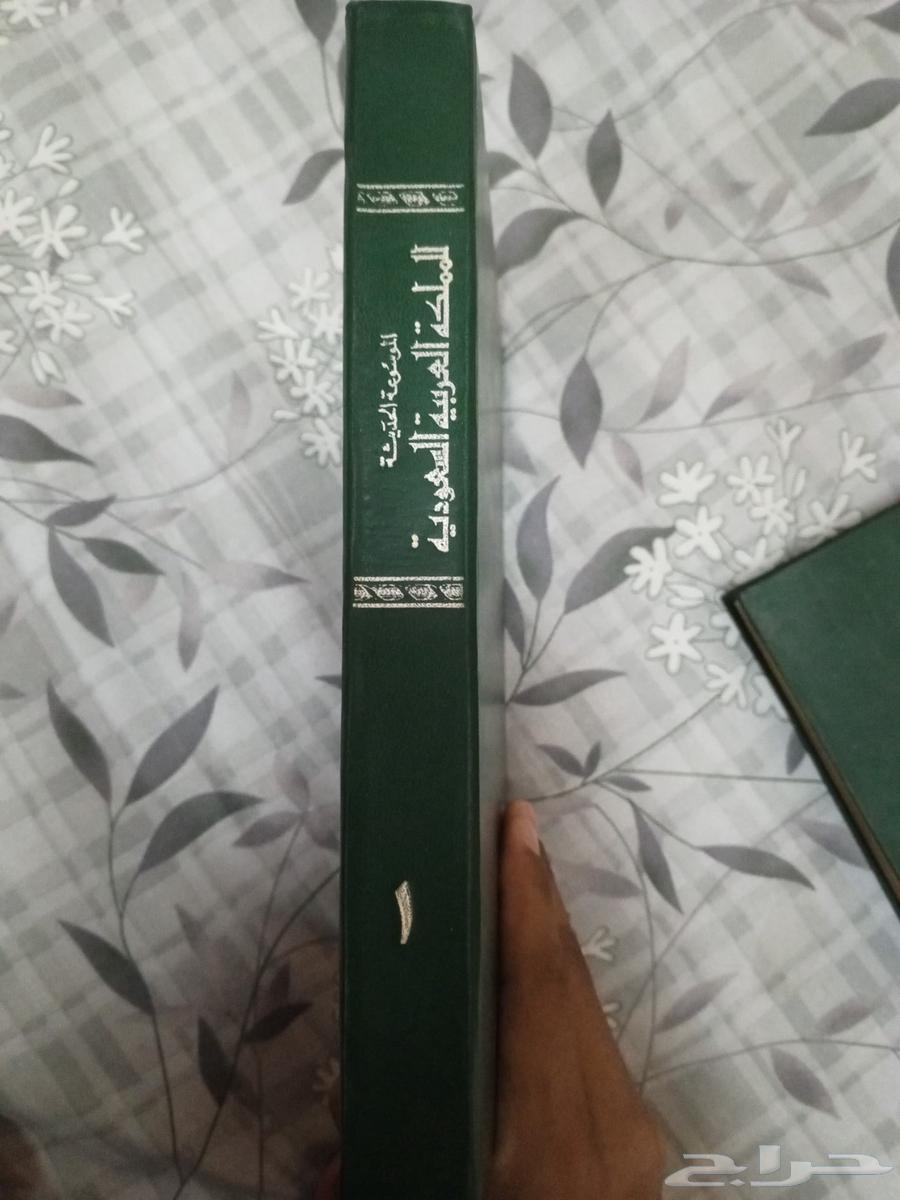 الموسوعة الحديثة
المملكة العربية السعودية
١
حراج